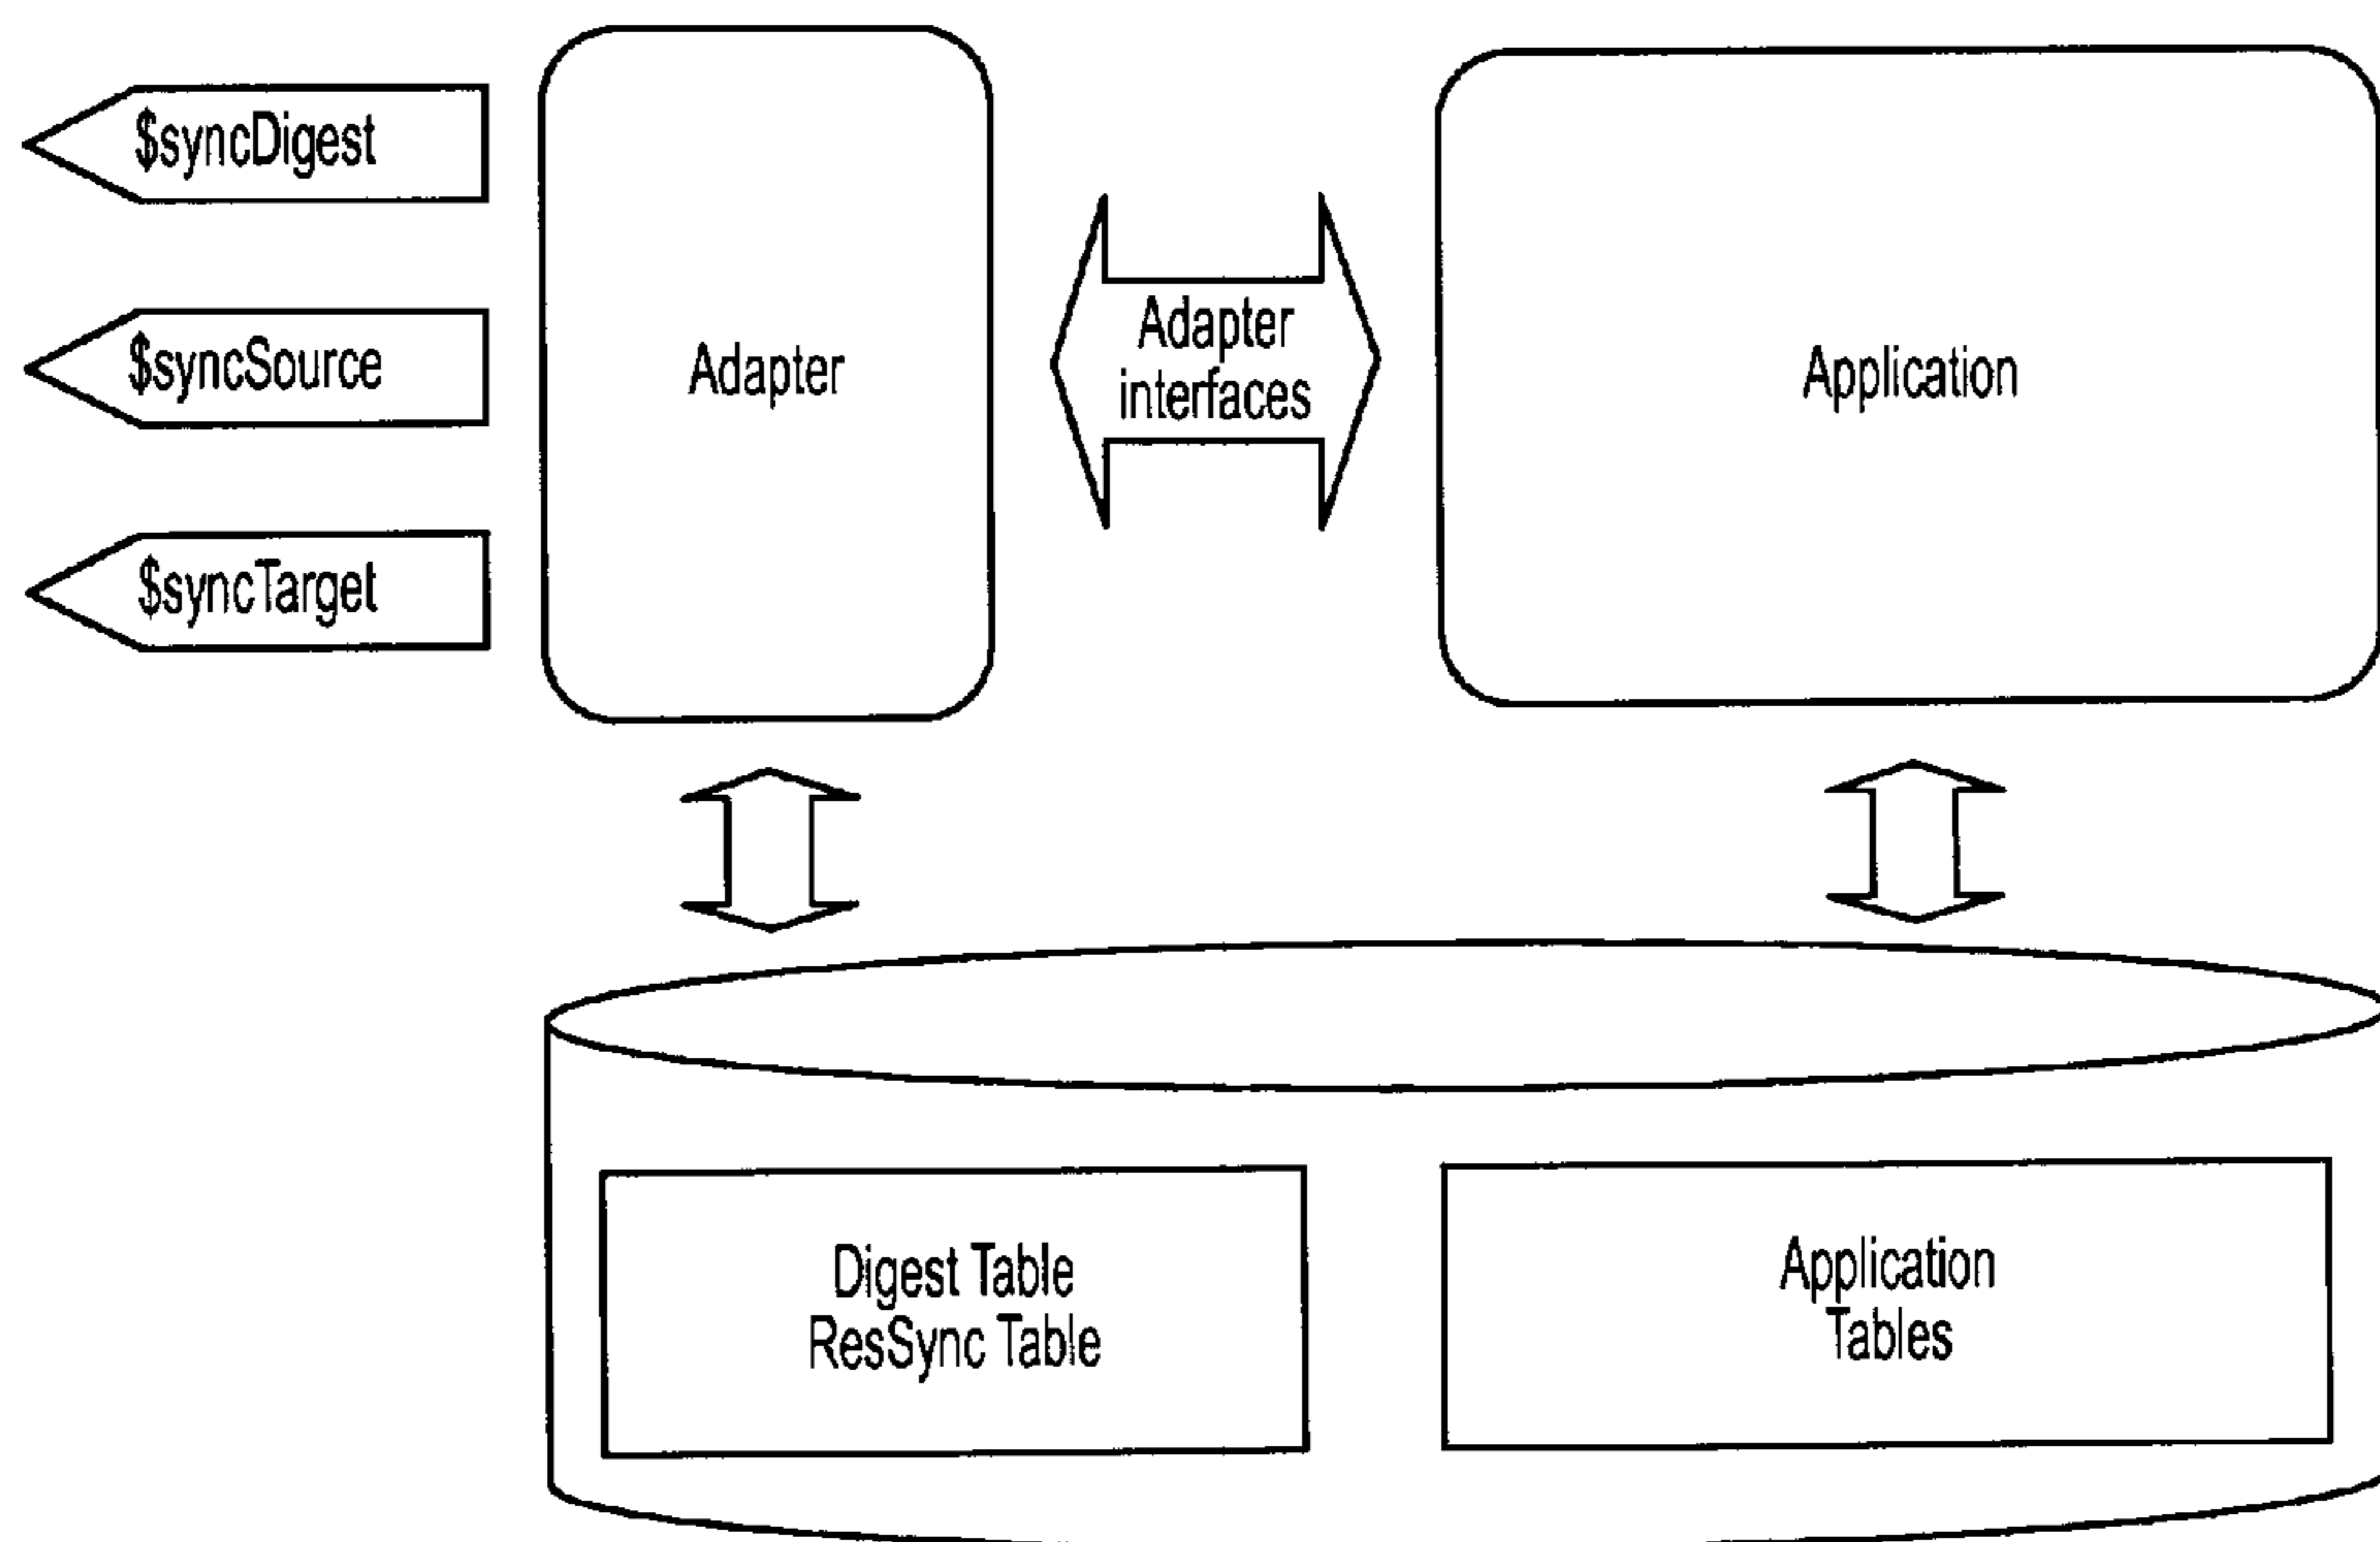 $syncDigest
$syncSource
$syncTarget
Adapter
Adapter
interfaces
Application
Digest Table
ResSync Table
Application
Tables